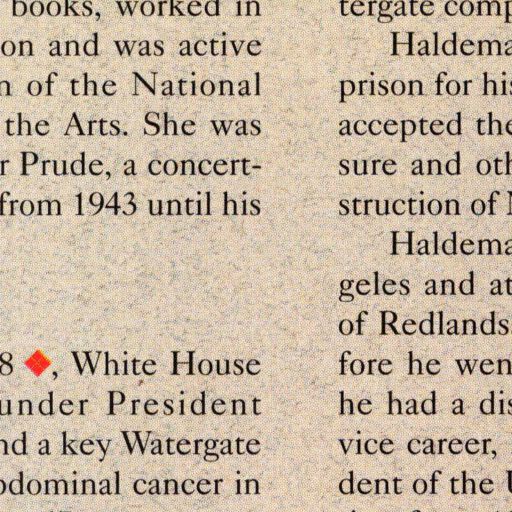 books, worked in
on and was active
n of the National
the Arts. She was
r Prude, a concert-
from 1943 until his
8 ◆, White House
under President
nd a key Watergate
bdominal cancer in
tergate comp
Haldema
prison for his
accepted the
sure and oth
struction of N
Haldema
geles and at
of Redlands
fore he wen
he had a dis
vice career,
dent of the U